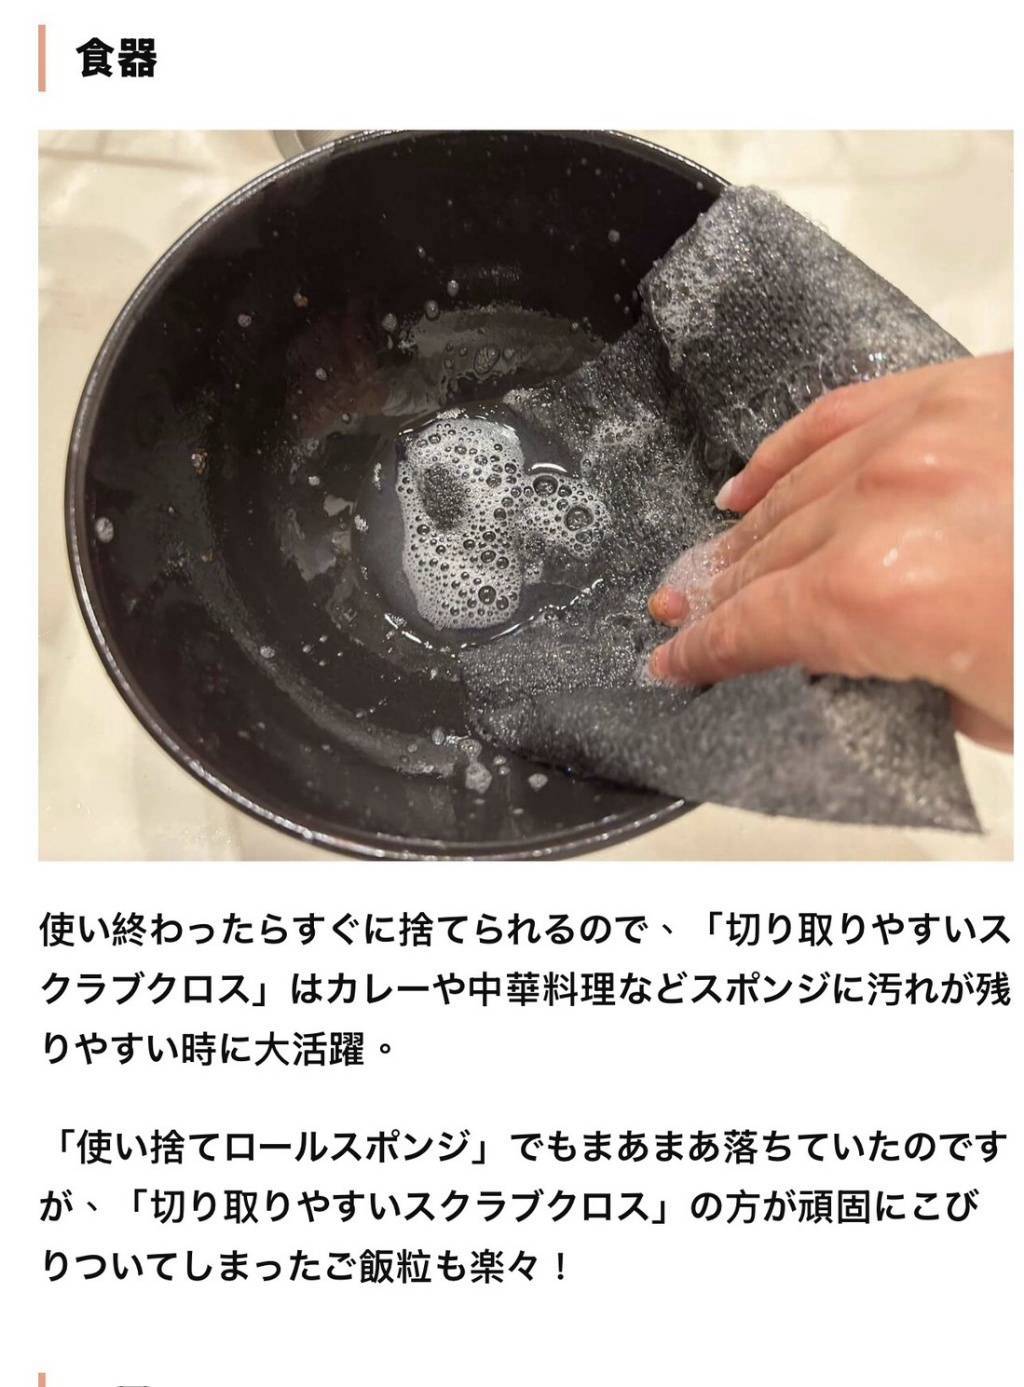 食器
使い終わったらすぐに捨てられるので、「切り取りやすいス
クラブクロス」はカレーや中華料理などスポンジに汚れが残
りやすい時に大活躍。
「使い捨てロールスポンジ」でもまあまあ落ちていたのです
が、「切り取りやすいスクラブクロス」の方が頑固にこび
りついてしまったご飯粒も楽々！